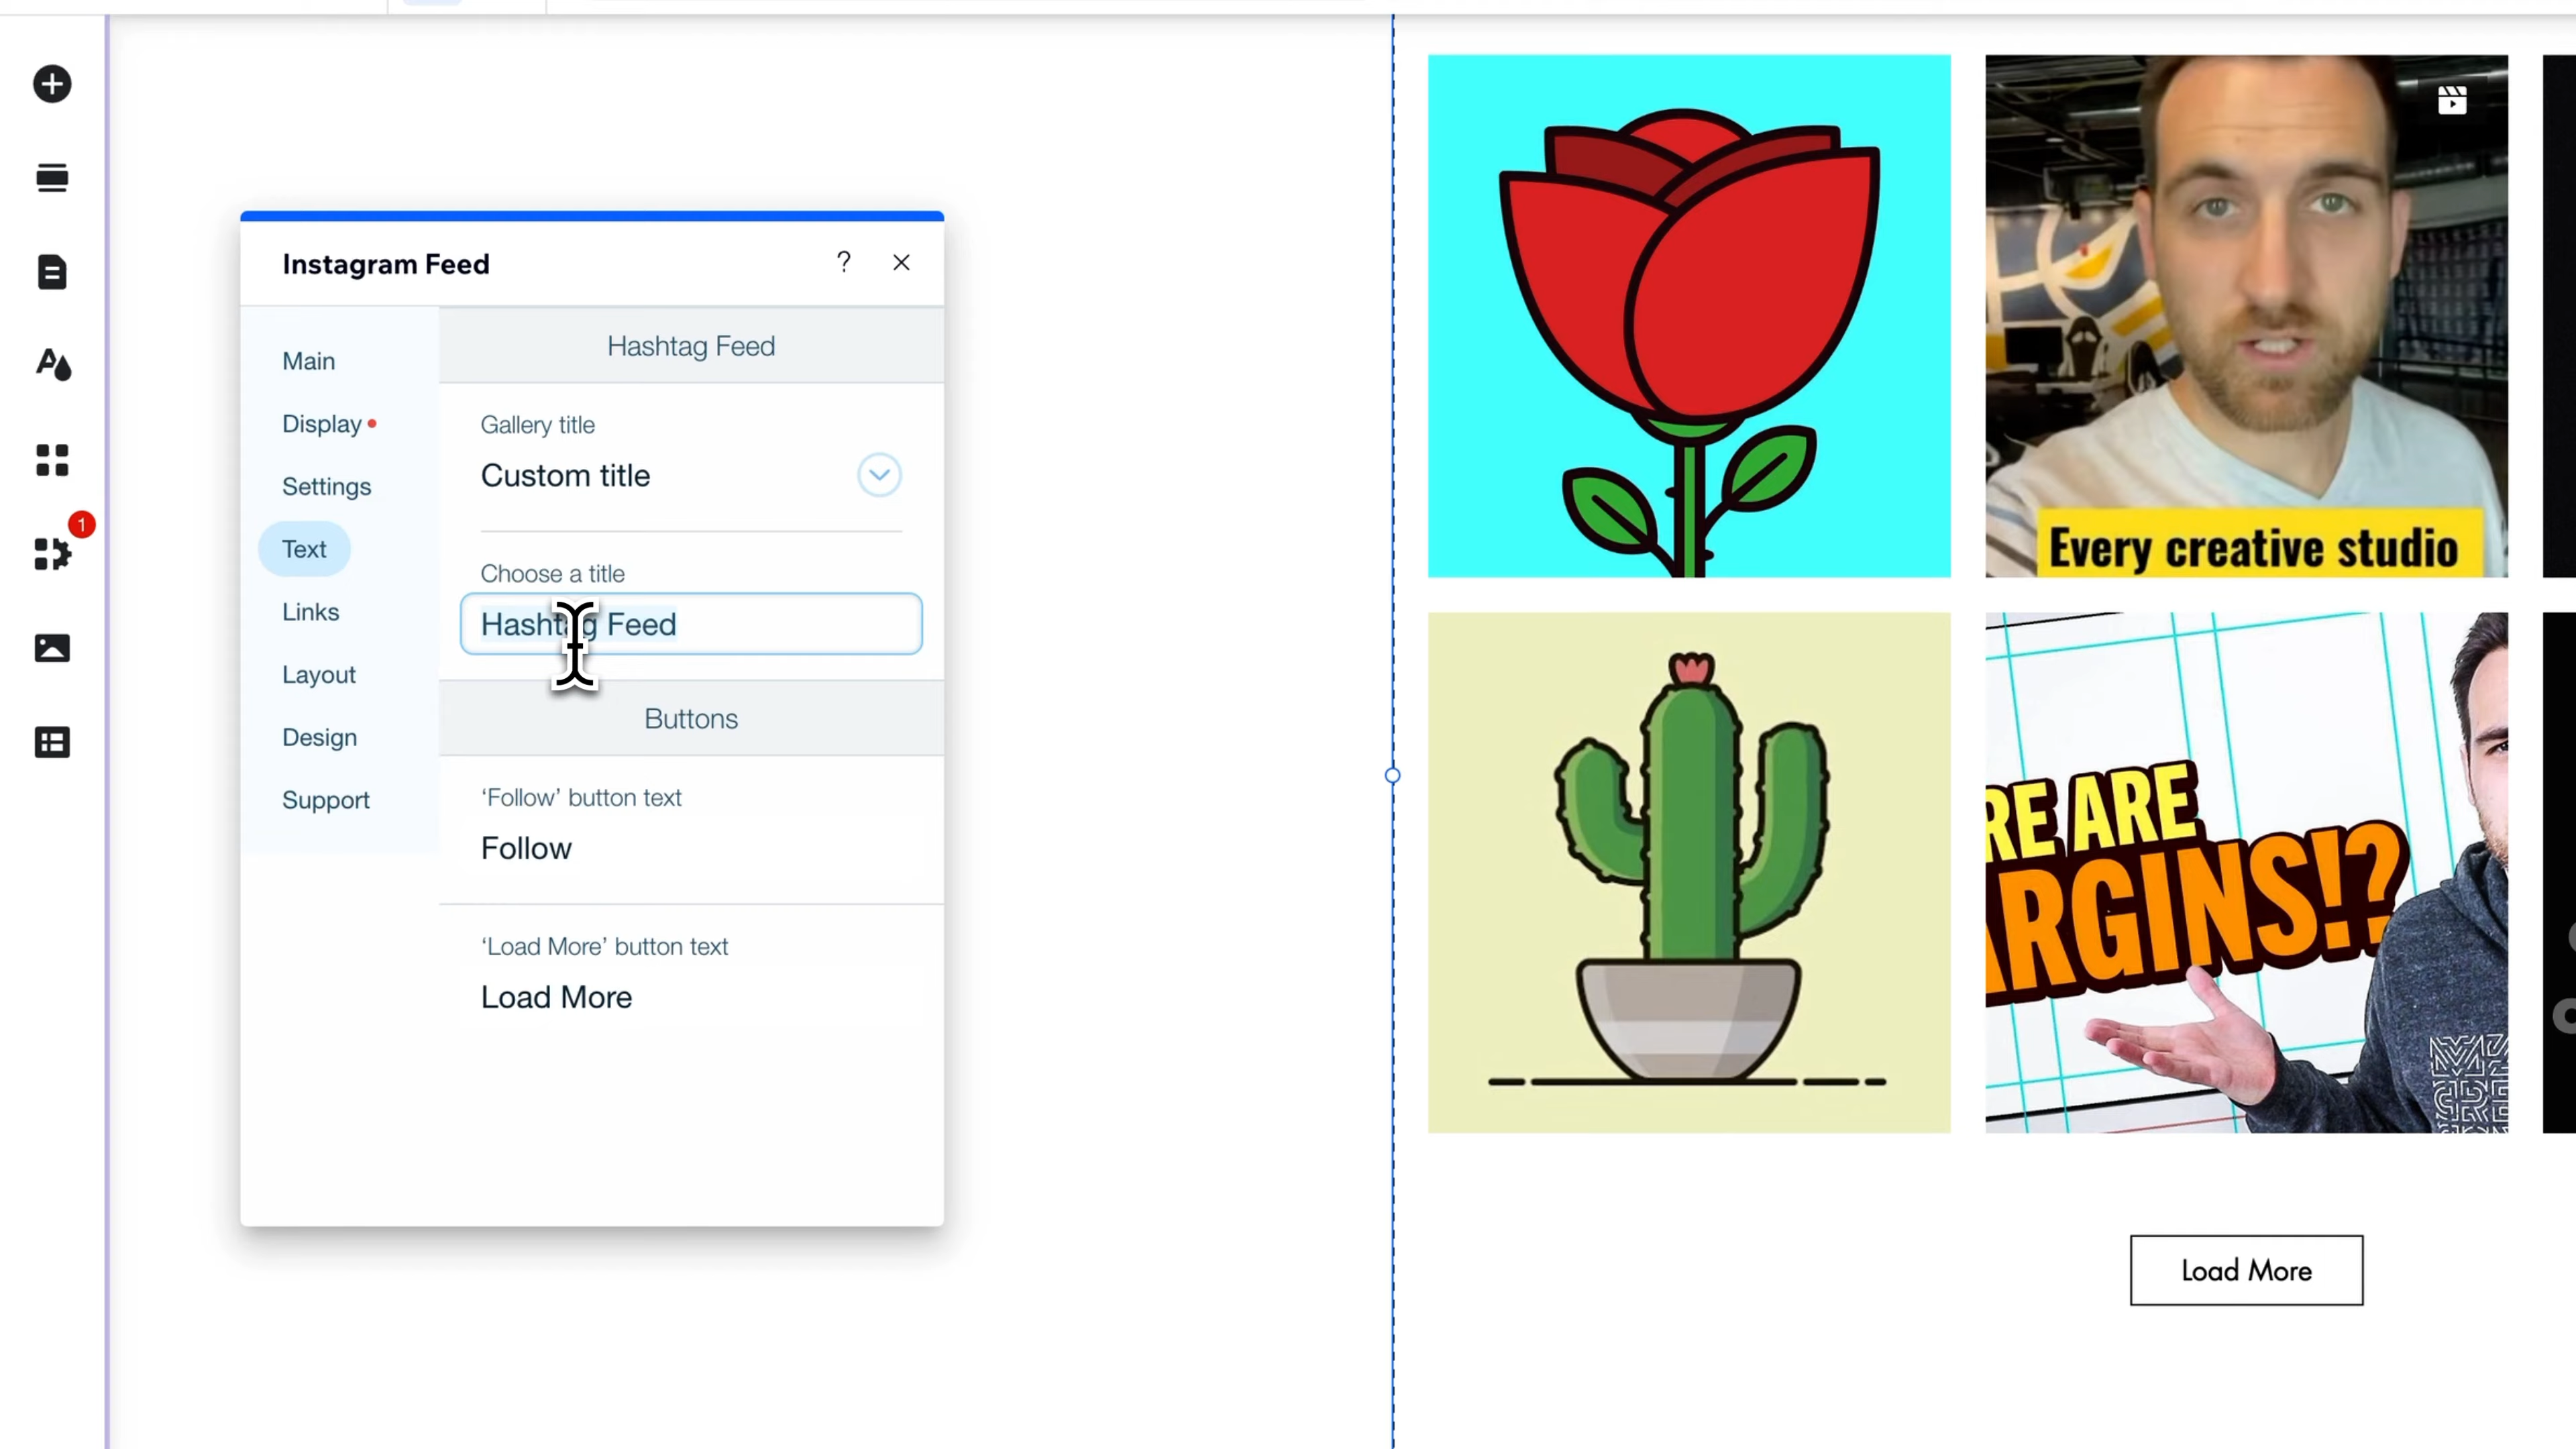 1
Instagram Feed
?
Main
Display
Settings
Text
Links
Layout
Design
Support
Hashtag Feed
Gallery title
Custom title
Choose a title
Hashtag Feed
Buttons
‘Follow’ button text
Follow
‘Load More’ button text
Load More
Every creative studio
RE ARE
ARGINS!?
Load More